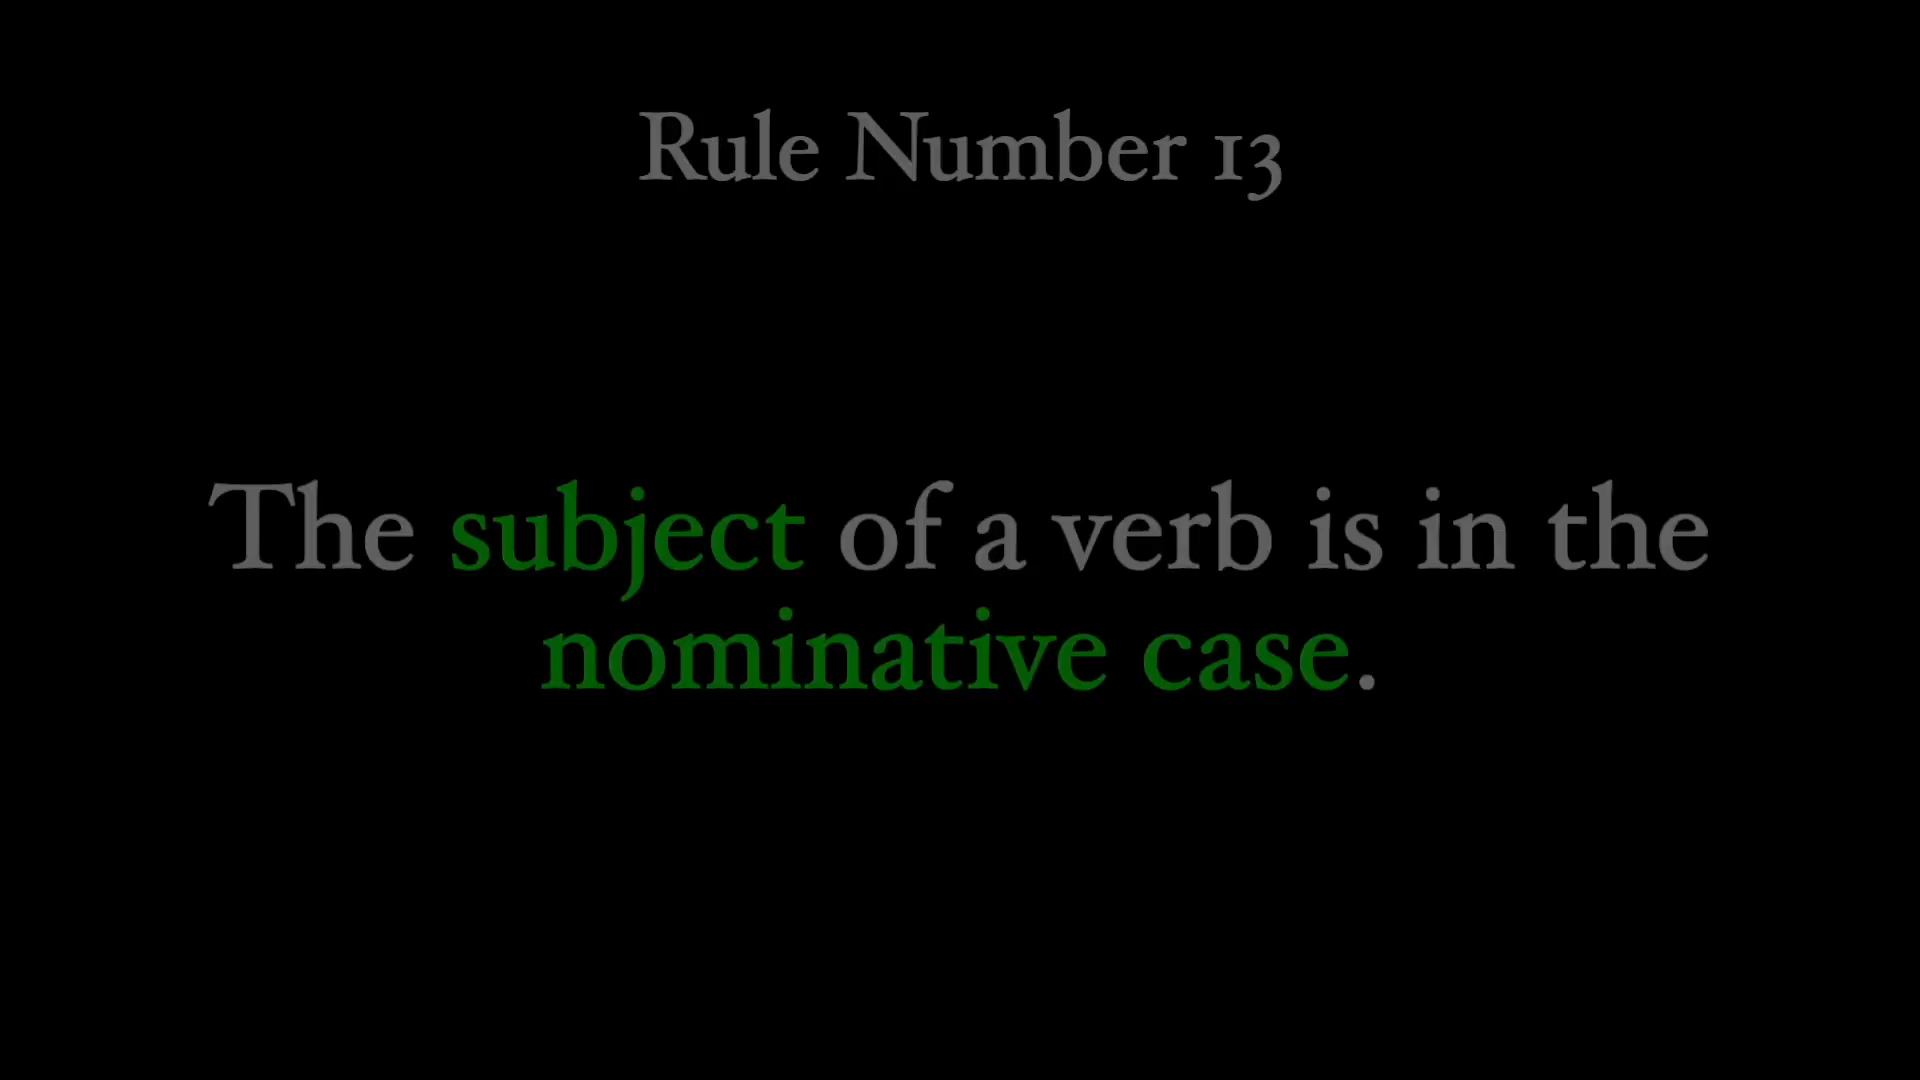 Rule Number 13
The subject of a verb is in the
nominative case.